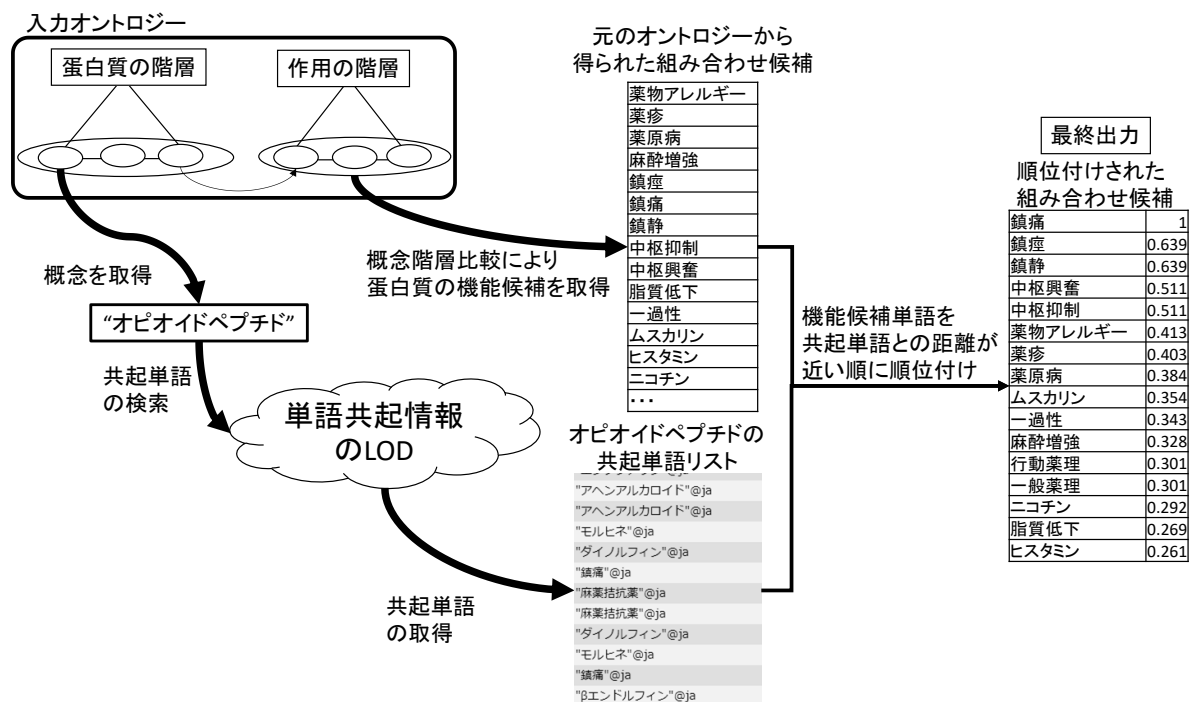 入力オントロジー
蛋白質の階層
作用の階層
概念を取得
“オピオイドペプチド”
共起単語
の検索
単語共起情報
のLOD
共起単語
の取得
概念階層比較により
蛋白質の機能候補を取得
元のオントロジーから
得られた組み合わせ候補
薬物アレルギー
薬疹
薬原病
麻酔増強
鎮痙
鎮痛
鎮静
中枢抑制
中枢興奮
脂質低下
一過性
ムスカリン
ヒスタミン
ニコチン
・・・
オピオイドペプチドの
共起単語リスト
"アヘンアルカロイド"@ja
"アヘンアルカロイド"@ja
"モルヒネ"@ja
"ダイノルフィン"@ja
"鎮痛"@ja
"麻薬拮抗薬"@ja
"麻薬拮抗薬"@ja
"ダイノルフィン"@ja
"モルヒネ"@ja
"鎮痛"@ja
"βエンドルフィン"@ja
機能候補単語を
共起単語との距離が
近い順に順位付け
最終出力
順位付けされた
組み合わせ候補
鎮痛 1
鎮痙 0.639
鎮静 0.639
中枢興奮 0.511
中枢抑制 0.511
薬物アレルギー 0.413
薬疹 0.403
薬原病 0.384
ムスカリン 0.354
一過性 0.343
麻酔増強 0.328
行動薬理 0.301
一般薬理 0.301
ニコチン 0.292
脂質低下 0.269
ヒスタミン 0.261